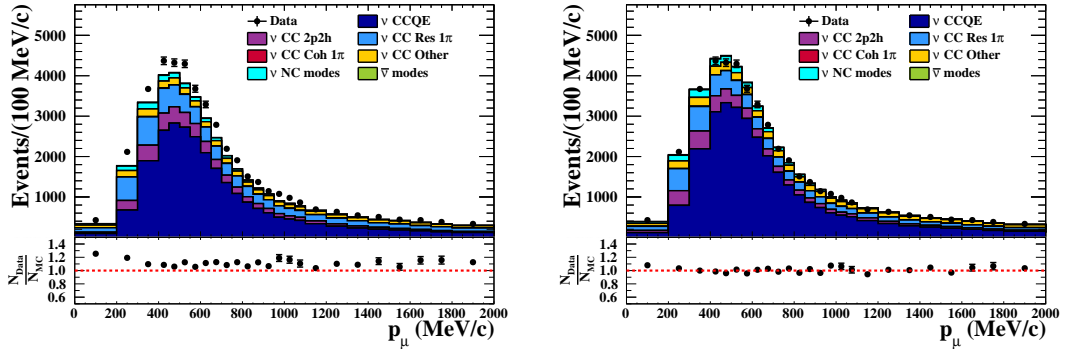 Data
ν CCQE
ν CC 2p2h
ν CC Res 1π
ν CC Coh 1π
ν CC Other
ν NC modes
ν̅ modes
Events/(100 MeV/c)
5000
4000
3000
2000
1000
N_Data
N_MC
1.4
1.2
1.0
0.8
0.6
0 200 400 600 800 1000 1200 1400 1600 1800 2000
p_μ (MeV/c)
Data
ν CCQE
ν CC 2p2h
ν CC Res 1π
ν CC Coh 1π
ν CC Other
ν NC modes
ν̅ modes
Events/(100 MeV/c)
5000
4000
3000
2000
1000
N_Data
N_MC
1.4
1.2
1.0
0.8
0.6
0 200 400 600 800 1000 1200 1400 1600 1800 2000
p_μ (MeV/c)